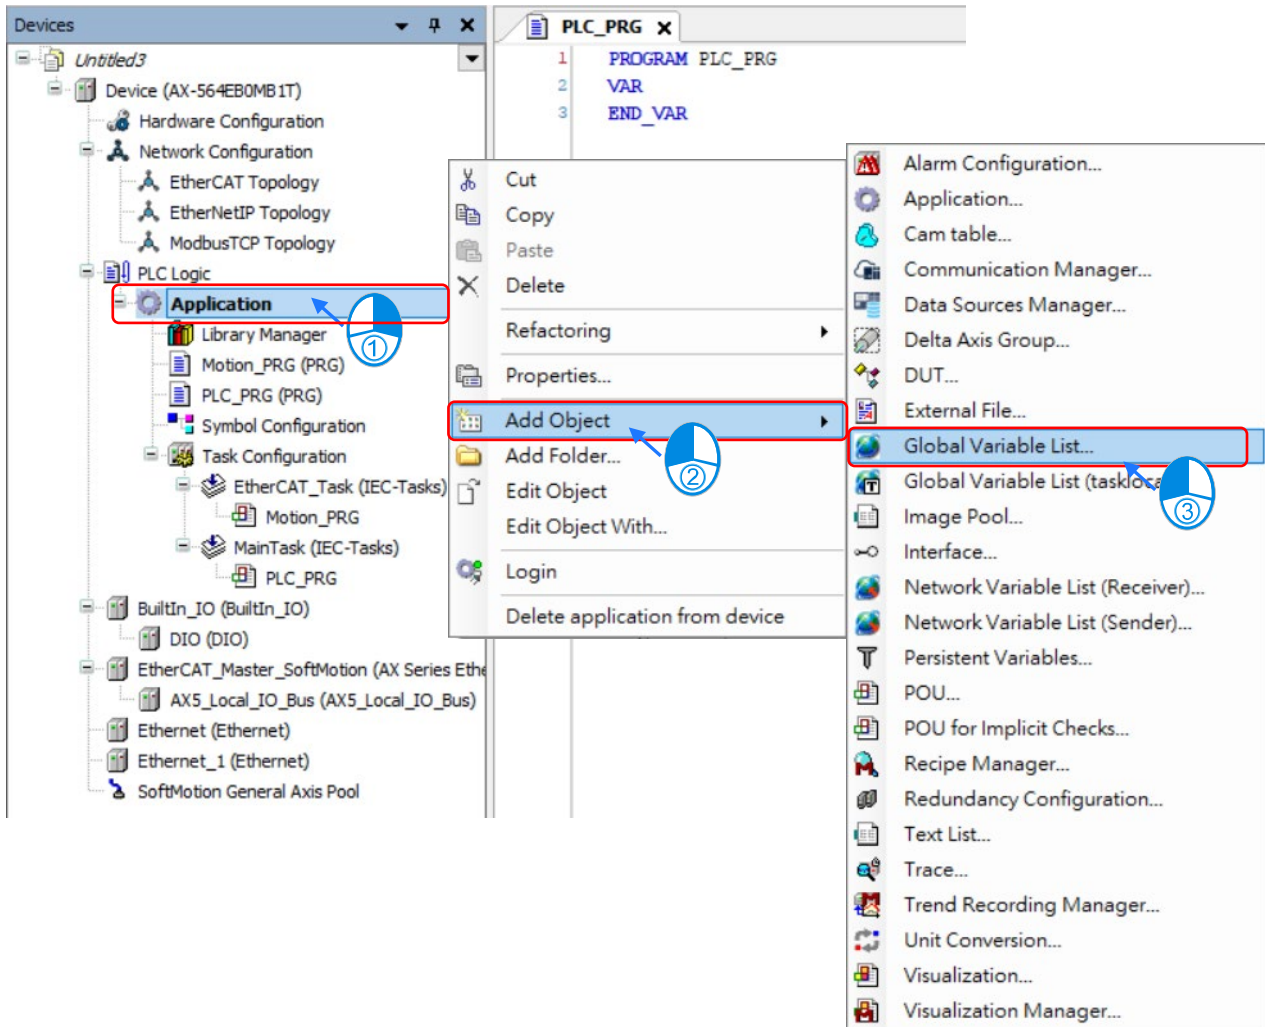 Devices
Untitled3
Device (AX-564EB0MB1T)
Hardware Configuration
Network Configuration
EtherCAT Topology
EtherNetIP Topology
ModbusTCP Topology
PLC Logic
Application
Library Manager
Motion_PRG (PRG)
PLC_PRG (PRG)
Symbol Configuration
Task Configuration
EtherCAT_Task (IEC-Tasks)
Motion_PRG
MainTask (IEC-Tasks)
PLC_PRG
BuiltIn_IO (BuiltIn_IO)
DIO (DIO)
EtherCAT_Master_SoftMotion (AX Series Ethe
AX5_Local_IO_Bus (AX5_Local_IO_Bus)
Ethernet (Ethernet)
Ethernet_1 (Ethernet)
SoftMotion General Axis Pool
①
PLC_PRG
1 PROGRAM PLC_PRG
2 VAR
3 END_VAR
Cut
Copy
Paste
Delete
Refactoring
Properties...
Add Object
Add Folder...
Edit Object
Edit Object With...
Login
Delete application from device
②
Alarm Configuration...
Application...
Cam table...
Communication Manager...
Data Sources Manager...
Delta Axis Group...
DUT...
External File...
Global Variable List...
Global Variable List (taskloca
Image Pool...
Interface...
Network Variable List (Receiver)...
Network Variable List (Sender)...
Persistent Variables...
POU...
POU for Implicit Checks...
Recipe Manager...
Redundancy Configuration...
Text List...
Trace...
Trend Recording Manager...
Unit Conversion...
Visualization...
Visualization Manager...
③